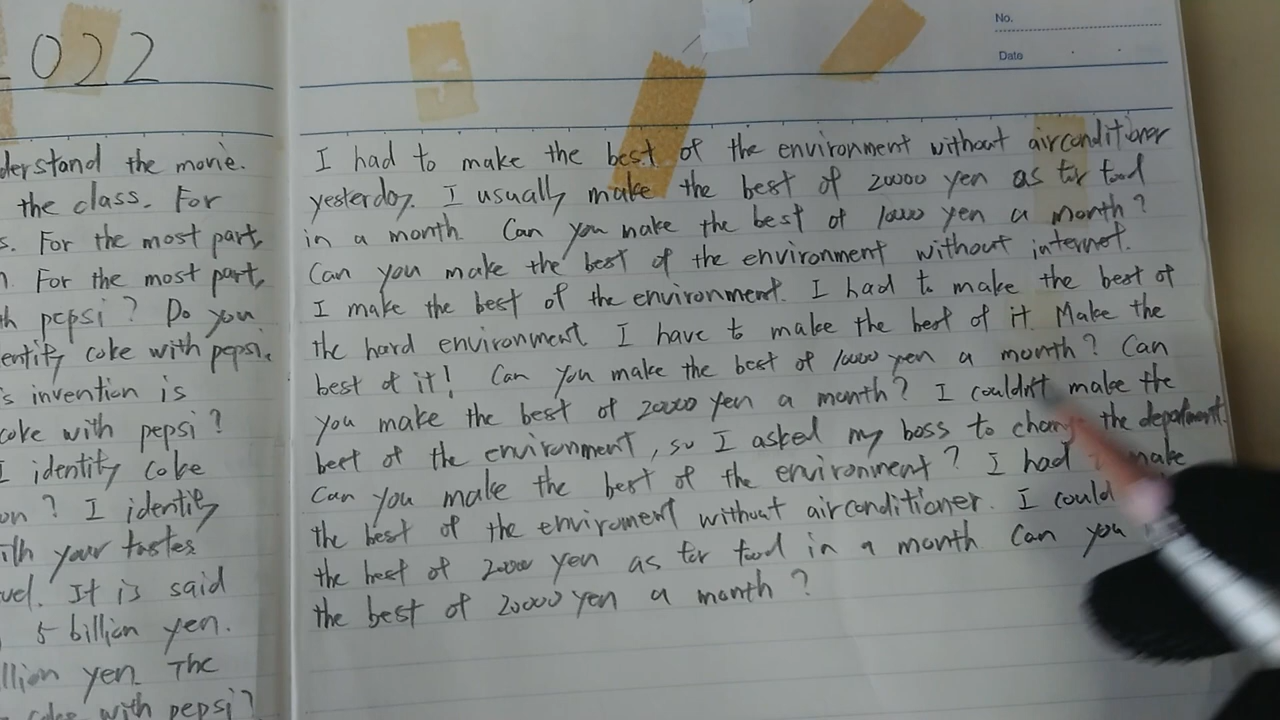 022
derstand the movie.
the class. For
s. For the most part,
n. For the most part,
h pepsi? Do you
entify coke with pepsi.
's invention is
coke with pepsi?
I identify coke
on? I identify
ith your tastes
vel. It is said
5 billion yen.
llion yen. The
coke with pepsi?
No.
Date
I had to make the best of the environment without airconditioner
yesterday. I usually make the best of 20000 yen as for food
in a month. Can you make the best of 10000 yen a month?
Can you make the best of the environment without internet.
I make the best of the environment. I had to make the best of
the hard environment. I have to make the best of it. Make the
best of it! Can you make the best of 10000 yen a month? Can
you make the best of 20000 yen a month? I couldn't make the
best of the environment, so I asked my boss to change the department.
Can you make the best of the environment? I had to make
the best of the enviroment without airconditioner. I could
the best of 20000 yen as for food in a month. Can you
the best of 20000 yen a month?